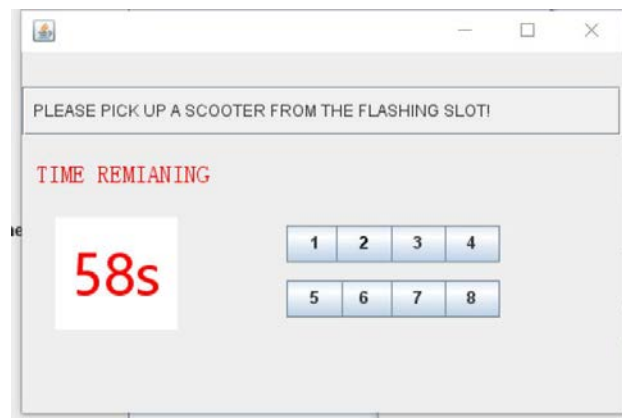 PLEASE PICK UP A SCOOTER FROM THE FLASHING SLOT!
TIME REMIANING
58s
1 2 3 4
5 6 7 8